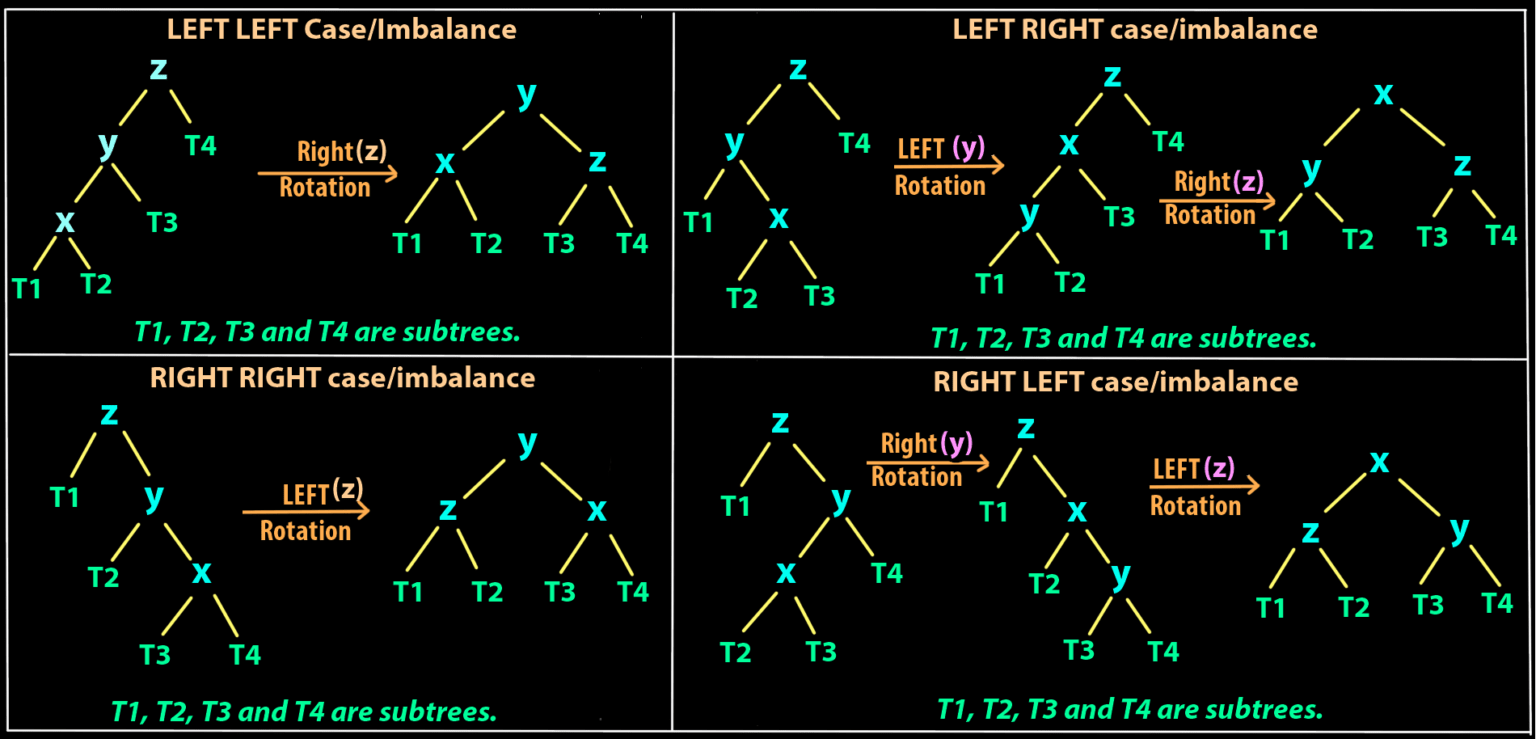 LEFT LEFT Case/Imbalance
z
y
T4
x
T3
T1
T2
Right(z)
Rotation
y
x
z
T1
T2
T3
T4
T1, T2, T3 and T4 are subtrees.
LEFT RIGHT case/imbalance
z
y
T4
T1
x
T2
T3
LEFT (y)
Rotation
z
x
T4
y
T3
T1
T2
Right(z)
Rotation
x
y
z
T1
T2
T3
T4
T1, T2, T3 and T4 are subtrees.
RIGHT RIGHT case/imbalance
z
T1
y
T2
x
T3
T4
LEFT(z)
Rotation
y
z
x
T1
T2
T3
T4
T1, T2, T3 and T4 are subtrees.
RIGHT LEFT case/imbalance
z
T1
y
x
T4
T2
T3
Right(y)
Rotation
z
T1
x
T2
y
T3
T4
LEFT(z)
Rotation
x
z
y
T1
T2
T3
T4
T1, T2, T3 and T4 are subtrees.